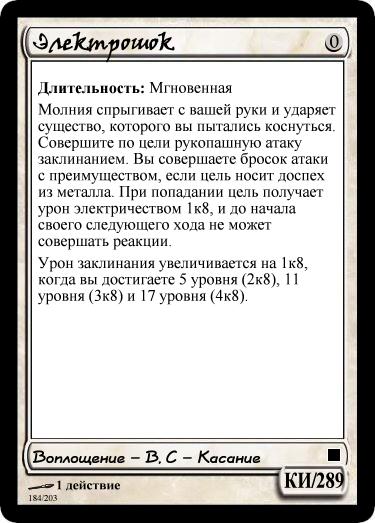 Электрошок 0
Длительность: Мгновенная
Молния спрыгивает с вашей руки и ударяет
существо, которого вы пытались коснуться.
Совершите по цели рукопашную атаку
заклинанием. Вы совершаете бросок атаки
с преимуществом, если цель носит доспех
из металла. При попадании цель получает
урон электричеством 1к8, и до начала
своего следующего хода не может
совершать реакции.
Урон заклинания увеличивается на 1к8,
когда вы достигаете 5 уровня (2к8), 11
уровня (3к8) и 17 уровня (4к8).
Воплощение – В, С – Касание
1 действие
КИ/289
184/203